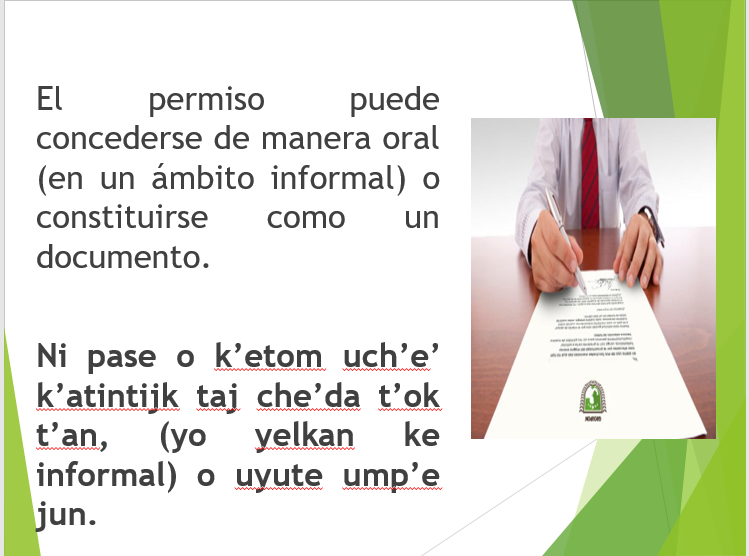 El permiso puede
concederse de manera oral
(en un ámbito informal) o
constituirse como un
documento.
Ni pase o k’etom uch’e’
k’atintijk taj che’da t’ok
t’an, (yo yelkan ke
informal) o uyute ump’e
jun.